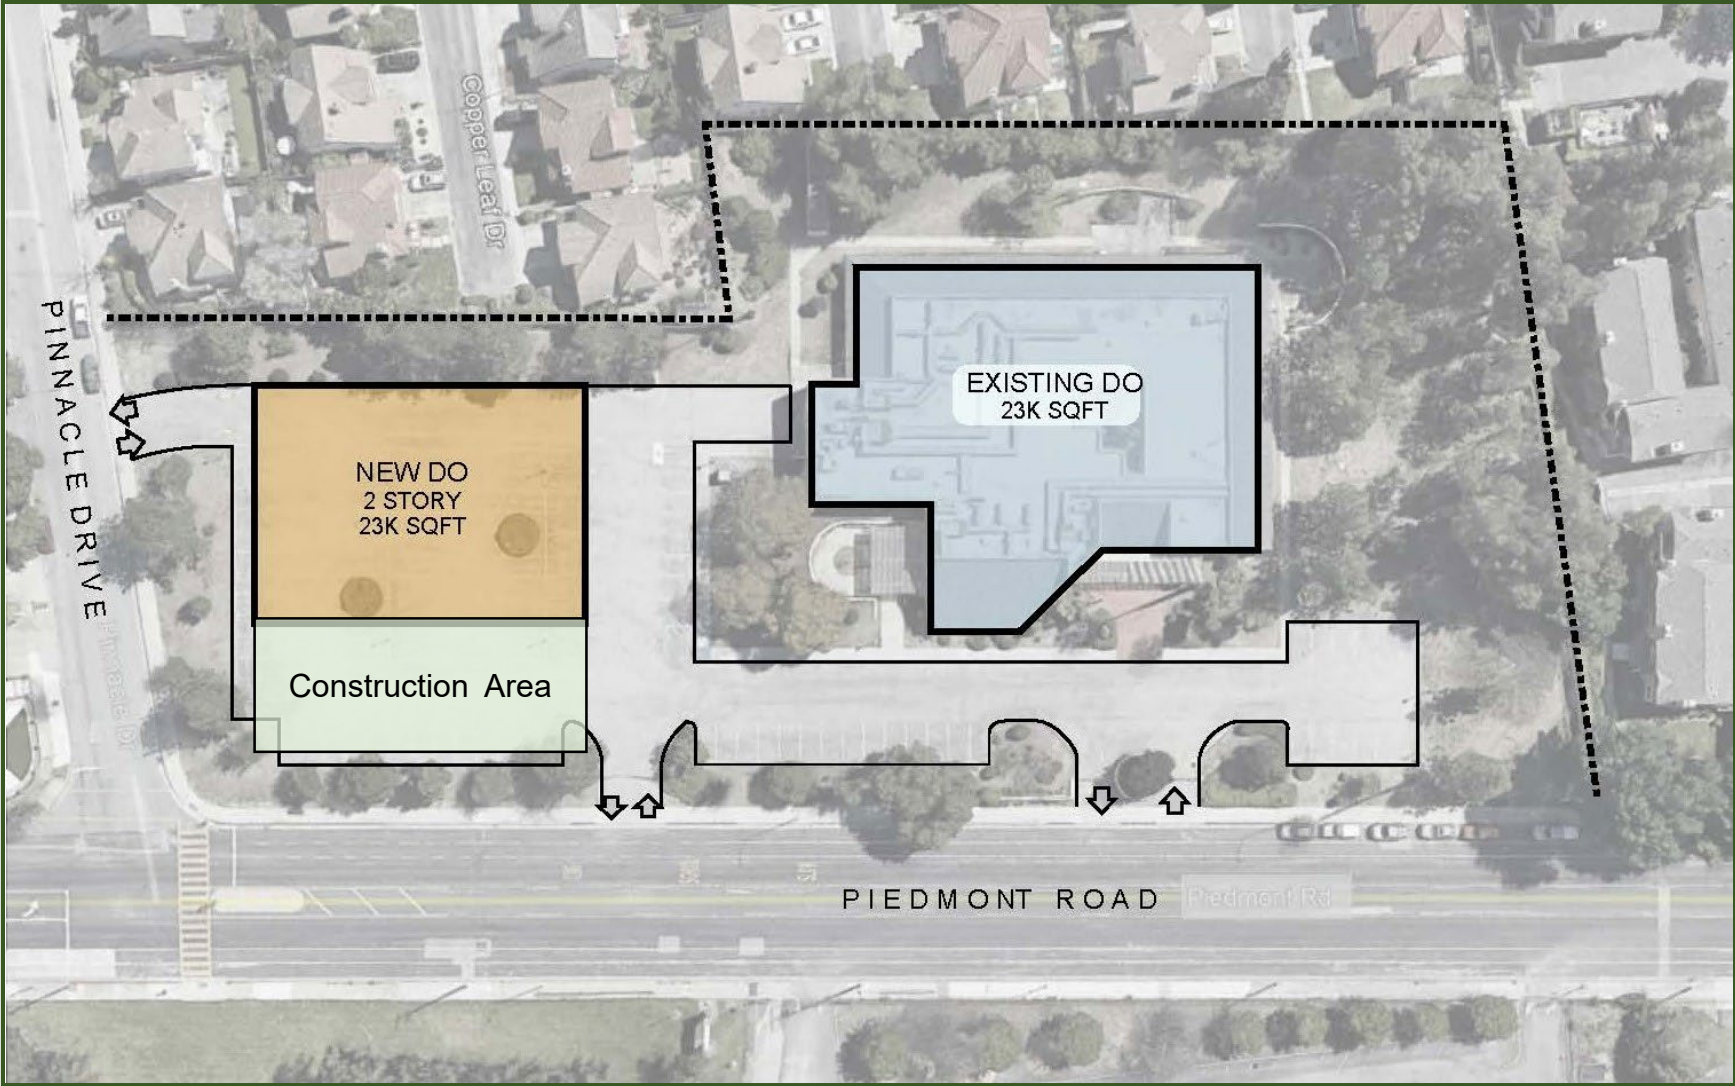 Copper Leaf Dr
PINNACLE DRIVE
EXISTING DO
23K SQFT
NEW DO
2 STORY
23K SQFT
Pinnacle Dr
Construction Area
PIEDMONT ROAD
Piedmont Rd